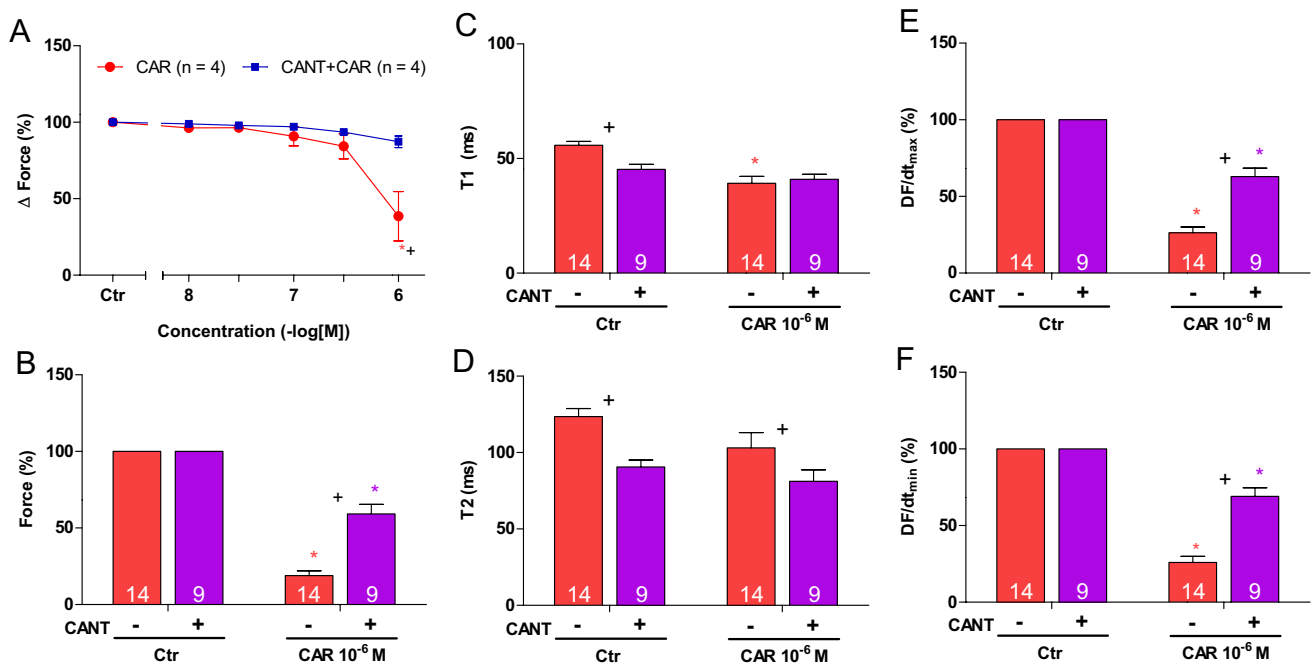 A
150
100
50
0
Δ Force (%)
CAR (n = 4)
CANT+CAR (n = 4)
*+
Ctr 8 7 6
Concentration (-log[M])
B
150
100
50
0
Force (%)
* + *
14 9 14 9
CANT - + - +
Ctr CAR 10⁻⁶ M
C
100
50
0
T1 (ms)
+ *
14 9 14 9
CANT - + - +
Ctr CAR 10⁻⁶ M
D
150
100
50
0
T2 (ms)
+ +
14 9 14 9
CANT - + - +
Ctr CAR 10⁻⁶ M
E
150
100
50
0
DF/dtmax (%)
* + *
14 9 14 9
CANT - + - +
Ctr CAR 10⁻⁶ M
F
150
100
50
0
DF/dtmin (%)
* + *
14 9 14 9
CANT - + - +
Ctr CAR 10⁻⁶ M